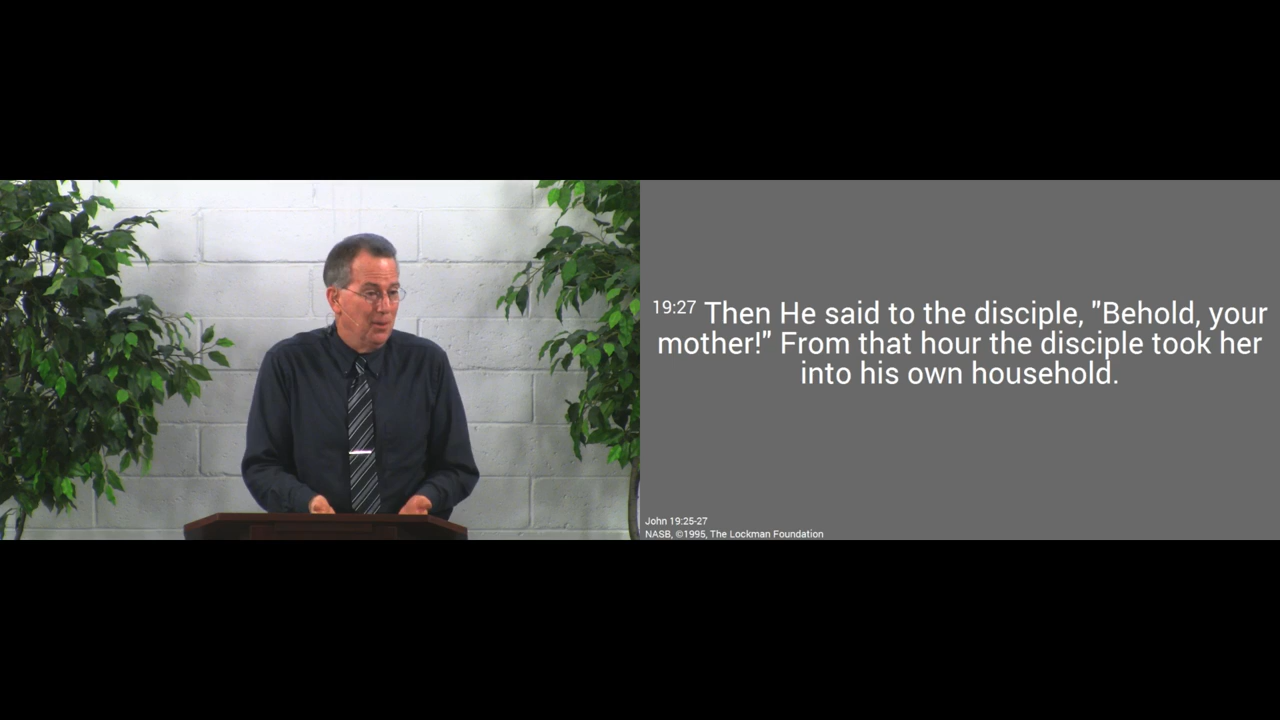 19:27 Then He said to the disciple, "Behold, your
mother!" From that hour the disciple took her
into his own household.
John 19:25-27
NASB, ©1995, The Lockman Foundation